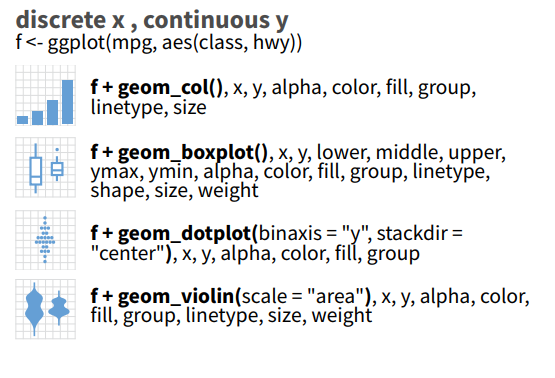 discrete x , continuous y
f <- ggplot(mpg, aes(class, hwy))
f + geom_col(), x, y, alpha, color, fill, group,
linetype, size
f + geom_boxplot(), x, y, lower, middle, upper,
ymax, ymin, alpha, color, fill, group, linetype,
shape, size, weight
f + geom_dotplot(binaxis = "y", stackdir =
"center"), x, y, alpha, color, fill, group
f + geom_violin(scale = "area"), x, y, alpha, color,
fill, group, linetype, size, weight